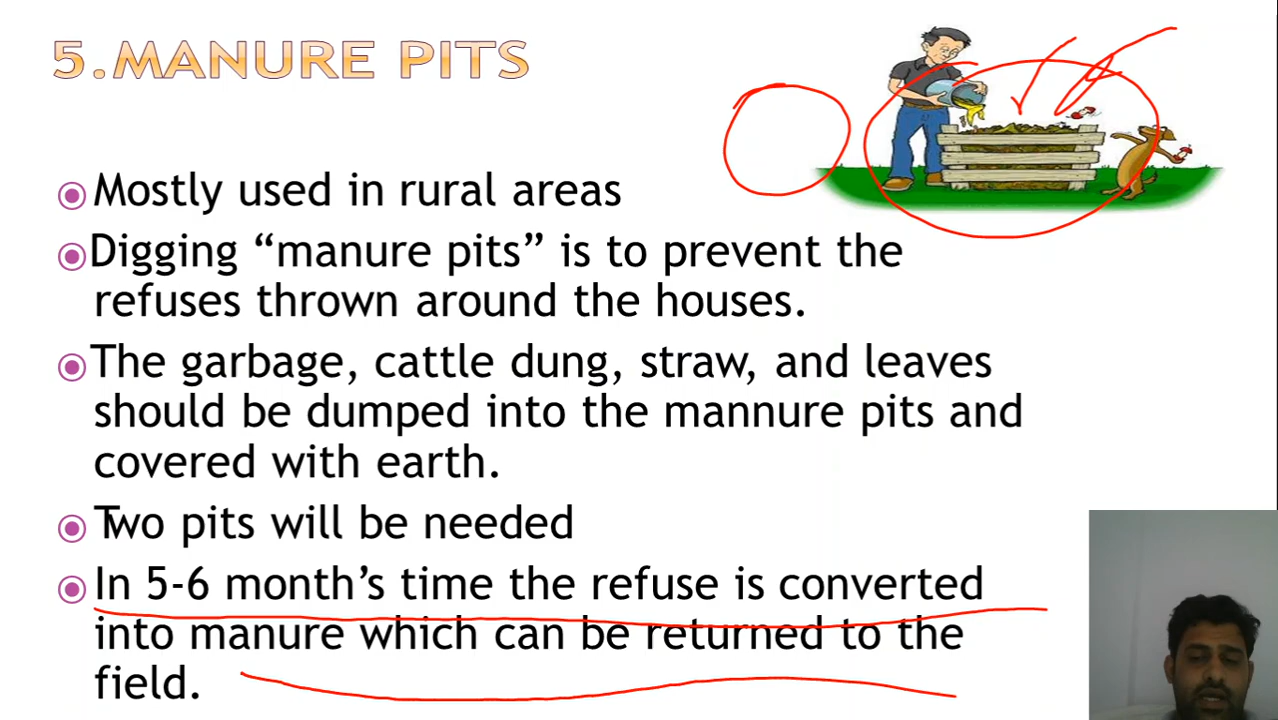 5.MANURE PITS
Mostly used in rural areas
Digging “manure pits” is to prevent the
refuses thrown around the houses.
The garbage, cattle dung, straw, and leaves
should be dumped into the mannure pits and
covered with earth.
Two pits will be needed
In 5-6 month’s time the refuse is converted
into manure which can be returned to the
field.